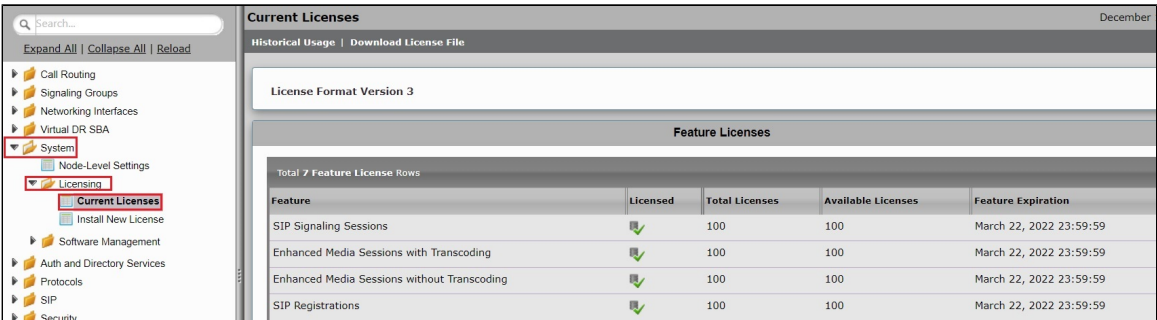 Search...
Expand All | Collapse All | Reload
Call Routing
Signaling Groups
Networking Interfaces
Virtual DR SBA
System
Node-Level Settings
Licensing
Current Licenses
Install New License
Software Management
Auth and Directory Services
Protocols
SIP
Security
Current Licenses December
Historical Usage | Download License File
License Format Version 3
Feature Licenses
Total 7 Feature License Rows
Feature Licensed Total Licenses Available Licenses Feature Expiration
SIP Signaling Sessions 100 100 March 22, 2022 23:59:59
Enhanced Media Sessions with Transcoding 100 100 March 22, 2022 23:59:59
Enhanced Media Sessions without Transcoding 100 100 March 22, 2022 23:59:59
SIP Registrations 100 100 March 22, 2022 23:59:59